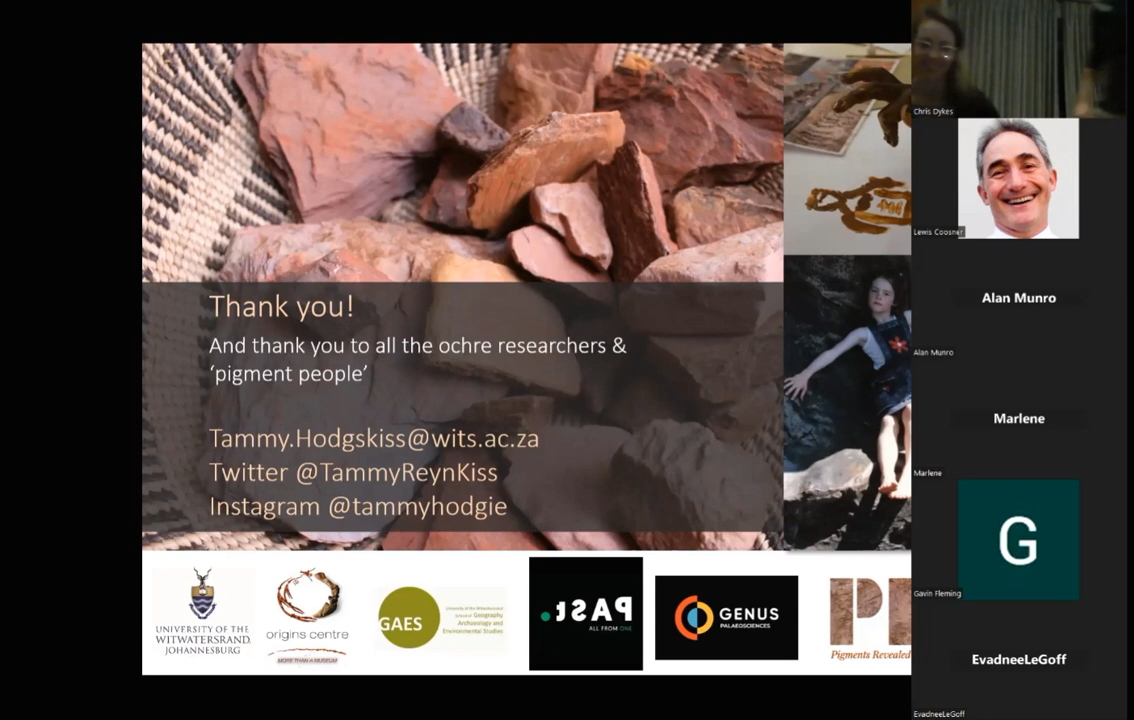 Thank you!
And thank you to all the ochre researchers &
‘pigment people’
Tammy.Hodgskiss@wits.ac.za
Twitter @TammyReynKiss
Instagram @tammyhodgie
UNIVERSITY OF THE
WITWATERSRAND,
JOHANNESBURG
origins centre
MORE THAN A MUSEUM
GAES
University of the Witwatersrand
School of Geography
Archaeology and
Environmental Studies
PAST
ALL FROM ONE
GENUS
PALAEOSCIENCES
Pigments Revealed
Chris Dykes
Lewis Coosner
Alan Munro
Alan Munro
Marlene
Marlene
G
Gavin Fleming
EvadneeLeGoff
EvadneeLeGoff